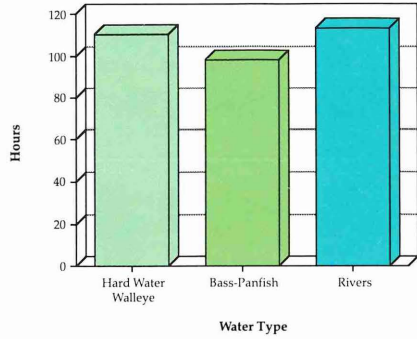 120
100
80
60
40
20
0
Hours
Hard Water
Walleye
Bass-Panfish
Rivers
Water Type